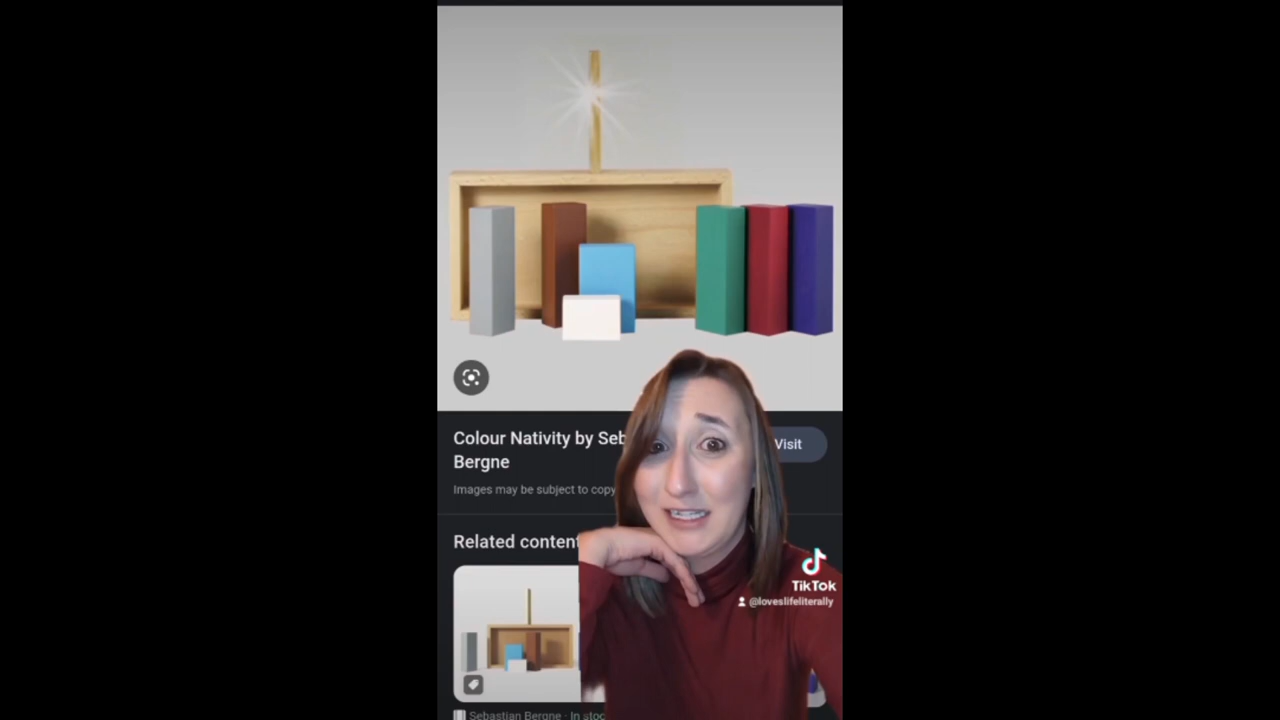 Colour Nativity by Seb
Bergne
Visit
Images may be subject to copy
Related content
TikTok
@loveslifeliterally
Sebastian Bergne · In stoc